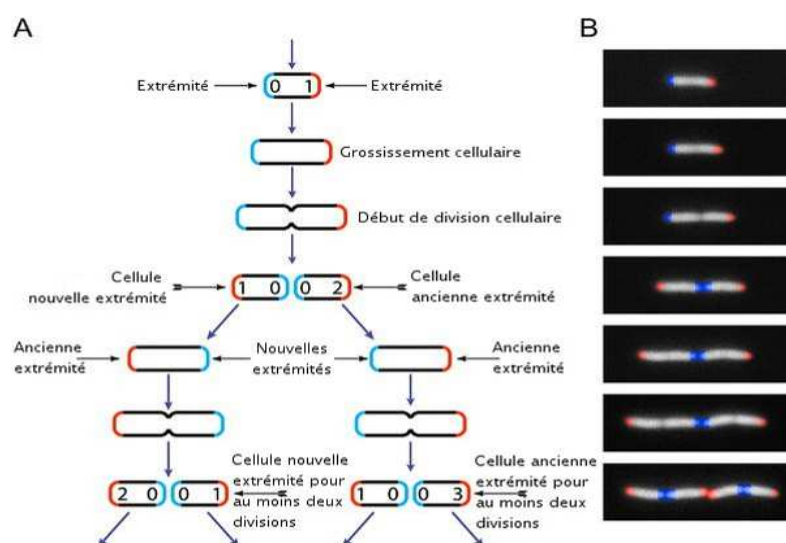 A
B
Extrémité
0 1
Extrémité
Grossissement cellulaire
Début de division cellulaire
Cellule
nouvelle extrémité
1 0
0 2
Cellule
ancienne extrémité
Ancienne
extrémité
Nouvelles
extrémités
Ancienne
extrémité
2 0
0 1
Cellule nouvelle
extrémité pour
au moins deux
divisions
1 0
0 3
Cellule ancienne
extrémité pour
au moins deux
divisions